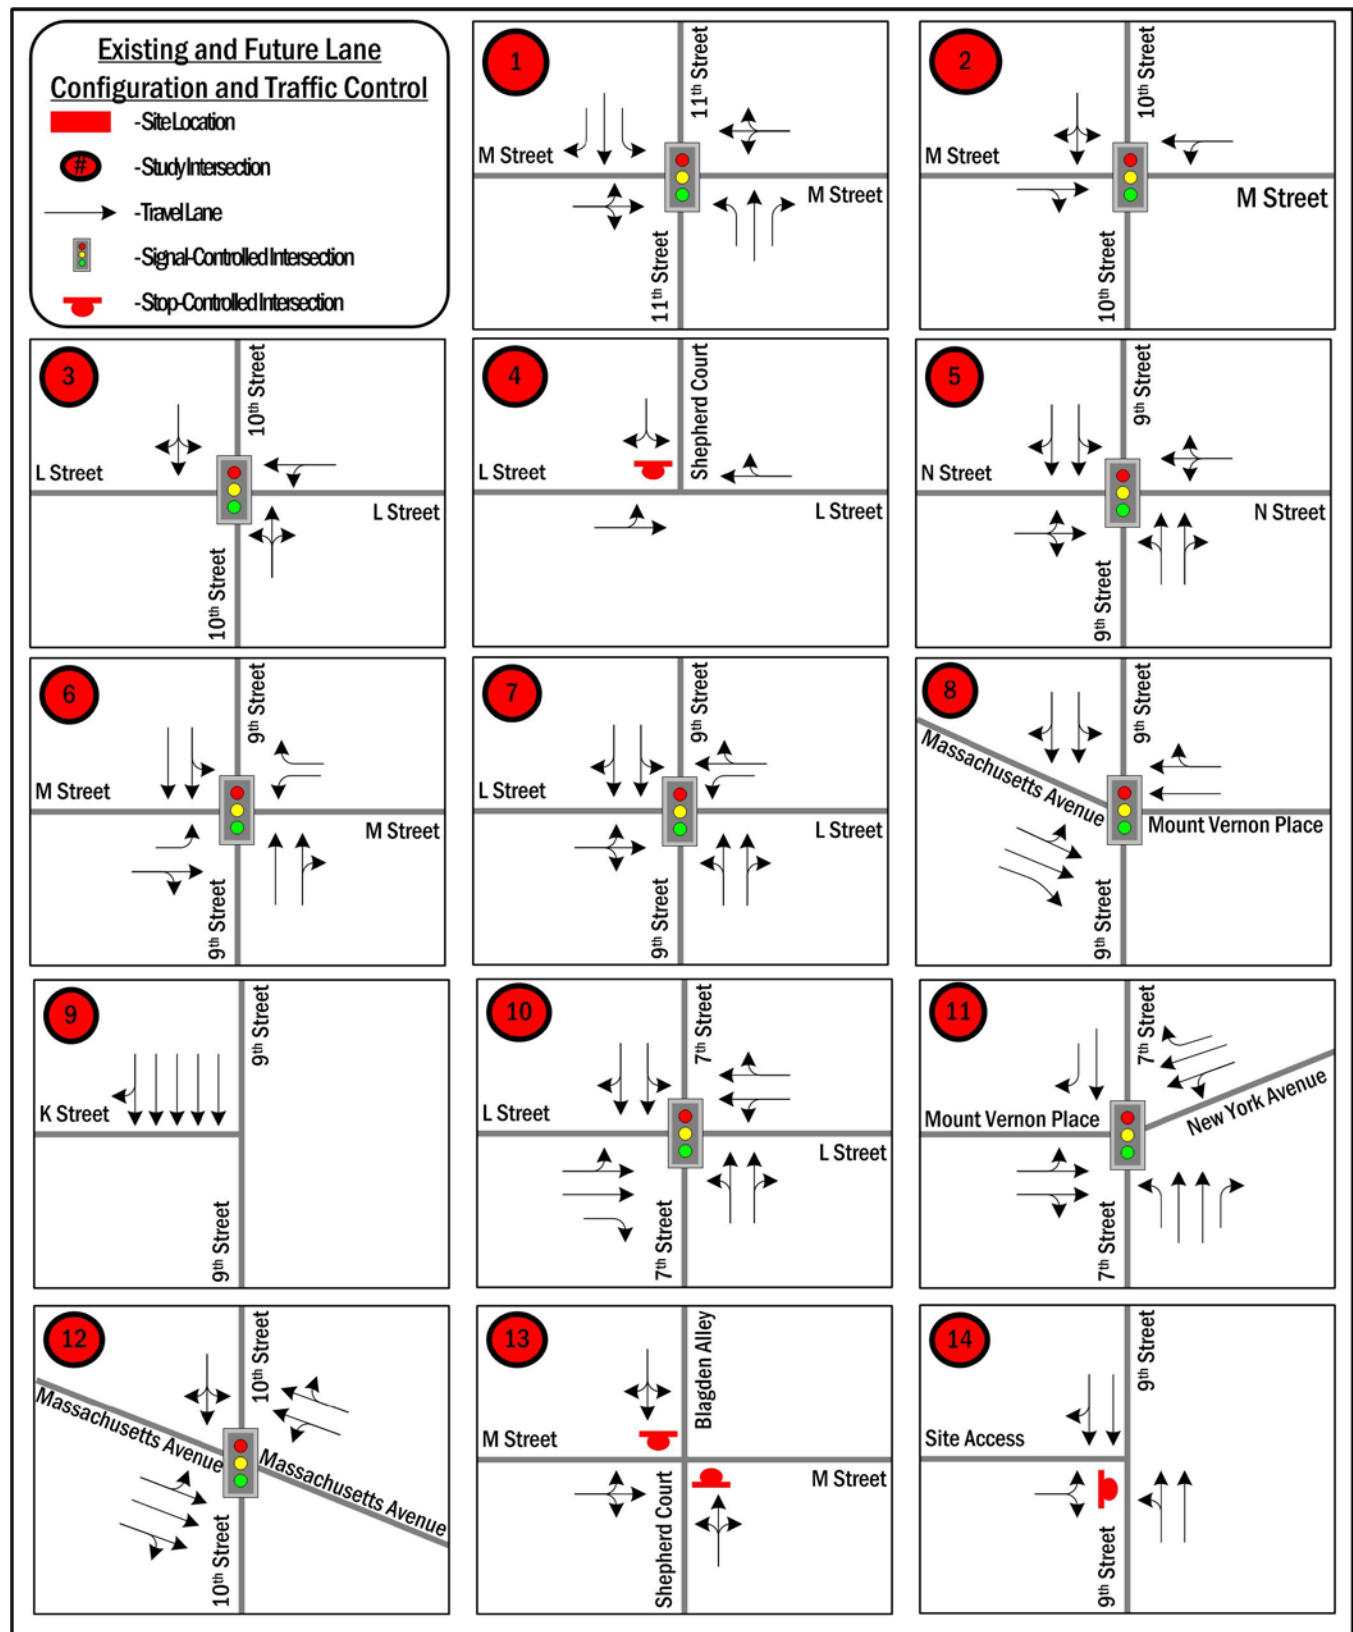 Existing and Future Lane
Configuration and Traffic Control
-Site Location
#
-Study Intersection
-Travel Lane
-Signal-Controlled Intersection
-Stop-Controlled Intersection
1
11th Street
M Street
M Street
11th Street
2
10th Street
M Street
M Street
10th Street
3
10th Street
L Street
L Street
10th Street
4
Shepherd Court
L Street
L Street
5
9th Street
N Street
N Street
9th Street
6
9th Street
M Street
M Street
9th Street
7
9th Street
L Street
L Street
9th Street
8
9th Street
Massachusetts Avenue
Mount Vernon Place
9th Street
9
9th Street
K Street
9th Street
10
7th Street
L Street
L Street
7th Street
11
7th Street
Mount Vernon Place
New York Avenue
7th Street
12
10th Street
Massachusetts Avenue
Massachusetts Avenue
10th Street
13
Blagden Alley
M Street
M Street
Shepherd Court
14
9th Street
Site Access
9th Street